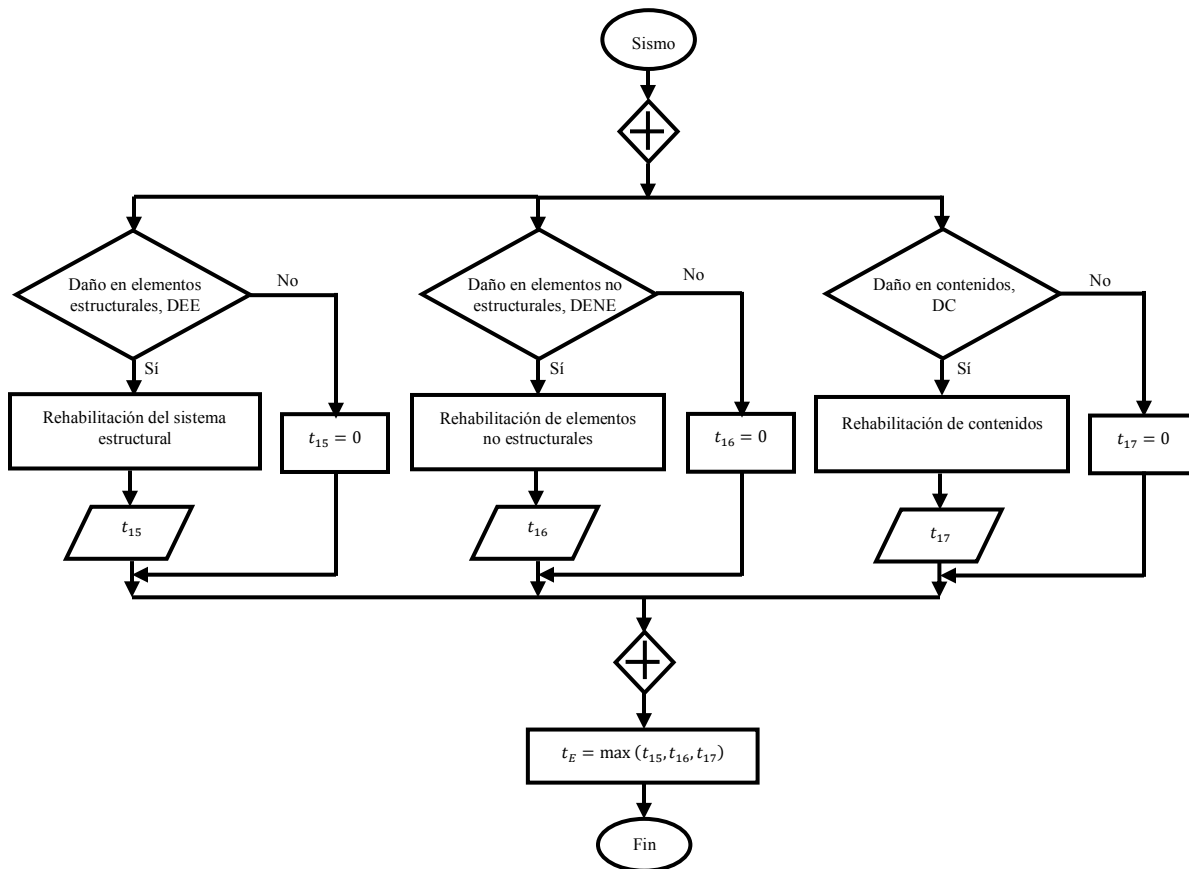 Sismo
Daño en elementos
estructurales, DEE
No
Sí
Daño en elementos no
estructurales, DENE
No
Sí
Daño en contenidos,
DC
No
Sí
Rehabilitación del sistema
estructural
t₁₅ = 0
Rehabilitación de elementos
no estructurales
t₁₆ = 0
Rehabilitación de contenidos
t₁₇ = 0
t₁₅
t₁₆
t₁₇
t_E = max (t₁₅, t₁₆, t₁₇)
Fin